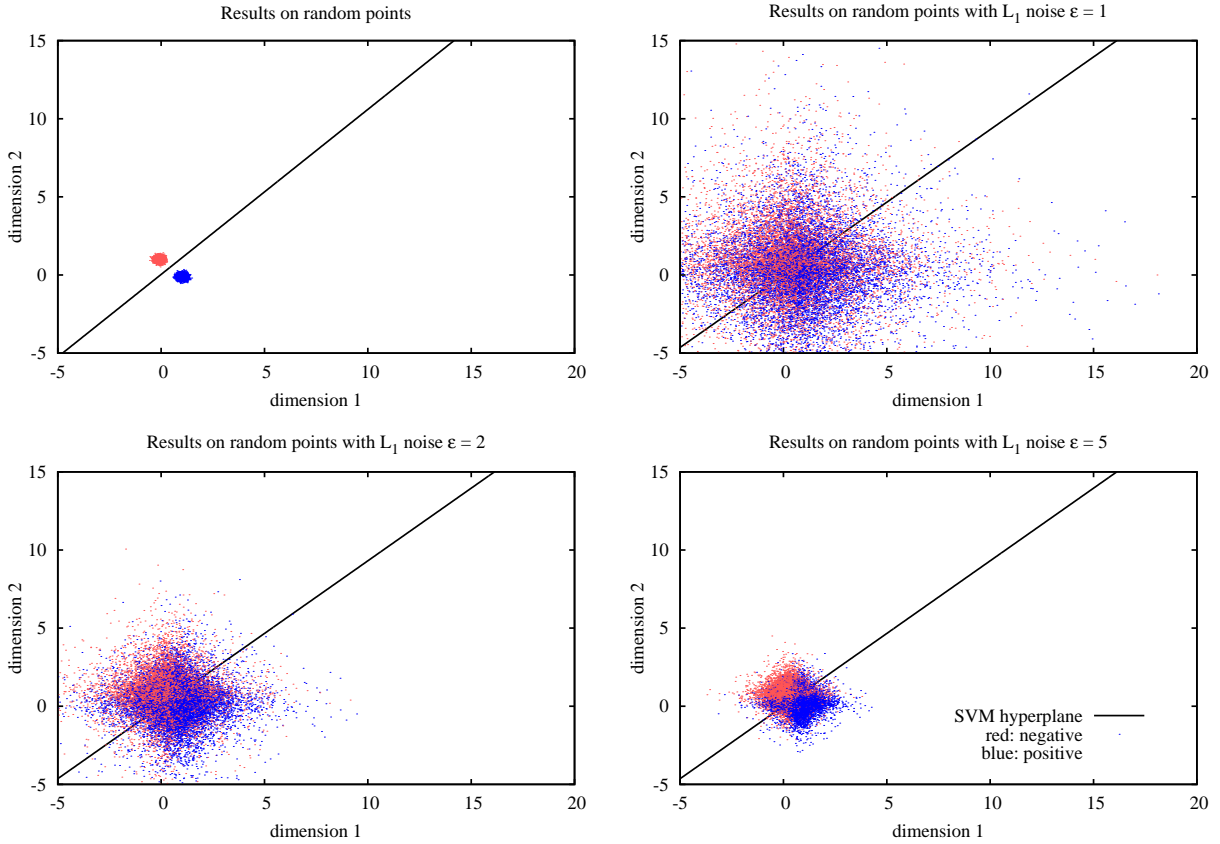 Results on random points
15
10
5
0
-5
-5 0 5 10 15 20
dimension 2
dimension 1
Results on random points with L1 noise ε = 1
15
10
5
0
-5
-5 0 5 10 15 20
dimension 2
dimension 1
Results on random points with L1 noise ε = 2
15
10
5
0
-5
-5 0 5 10 15 20
dimension 2
dimension 1
Results on random points with L1 noise ε = 5
15
10
5
0
-5
-5 0 5 10 15 20
dimension 2
dimension 1
SVM hyperplane
red: negative
blue: positive